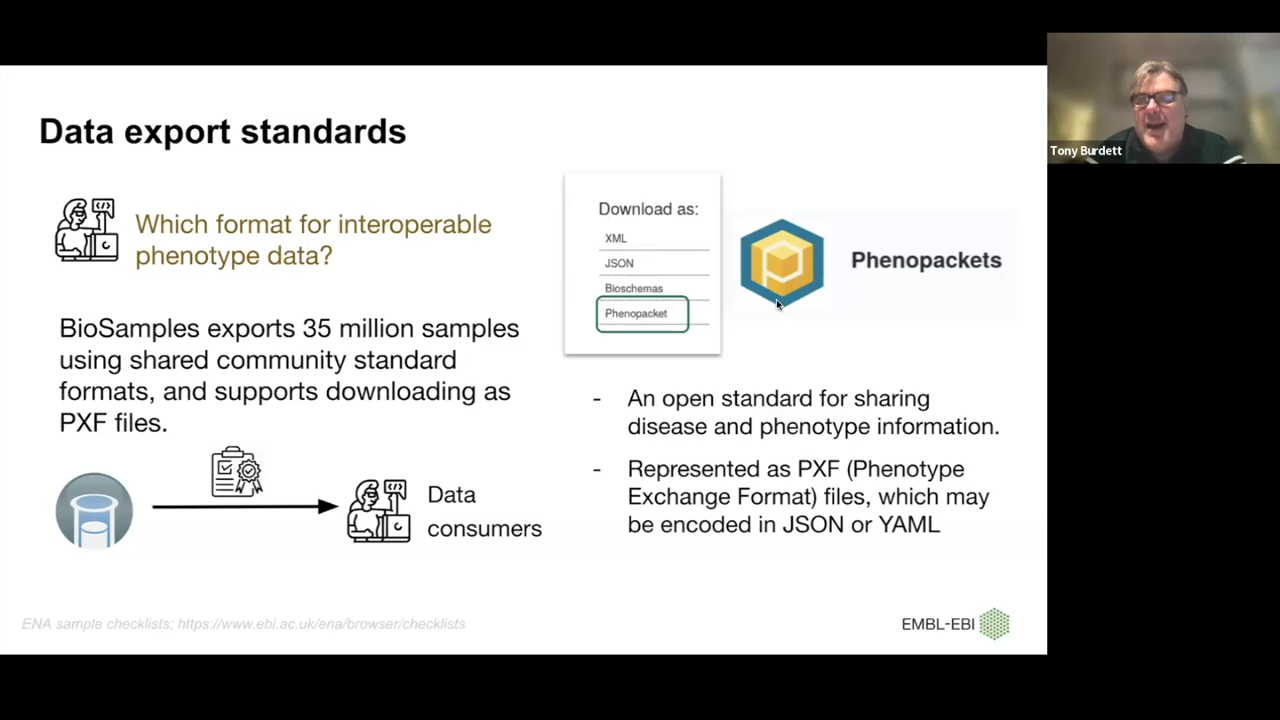 Data export standards
Which format for interoperable
phenotype data?
BioSamples exports 35 million samples
using shared community standard
formats, and supports downloading as
PXF files.
Data
consumers
Download as:
XML
JSON
Bioschemas
Phenopacket
Phenopackets
- An open standard for sharing
disease and phenotype information.
- Represented as PXF (Phenotype
Exchange Format) files, which may
be encoded in JSON or YAML
ENA sample checklists; https://www.ebi.ac.uk/ena/browser/checklists
EMBL-EBI
Tony Burdett